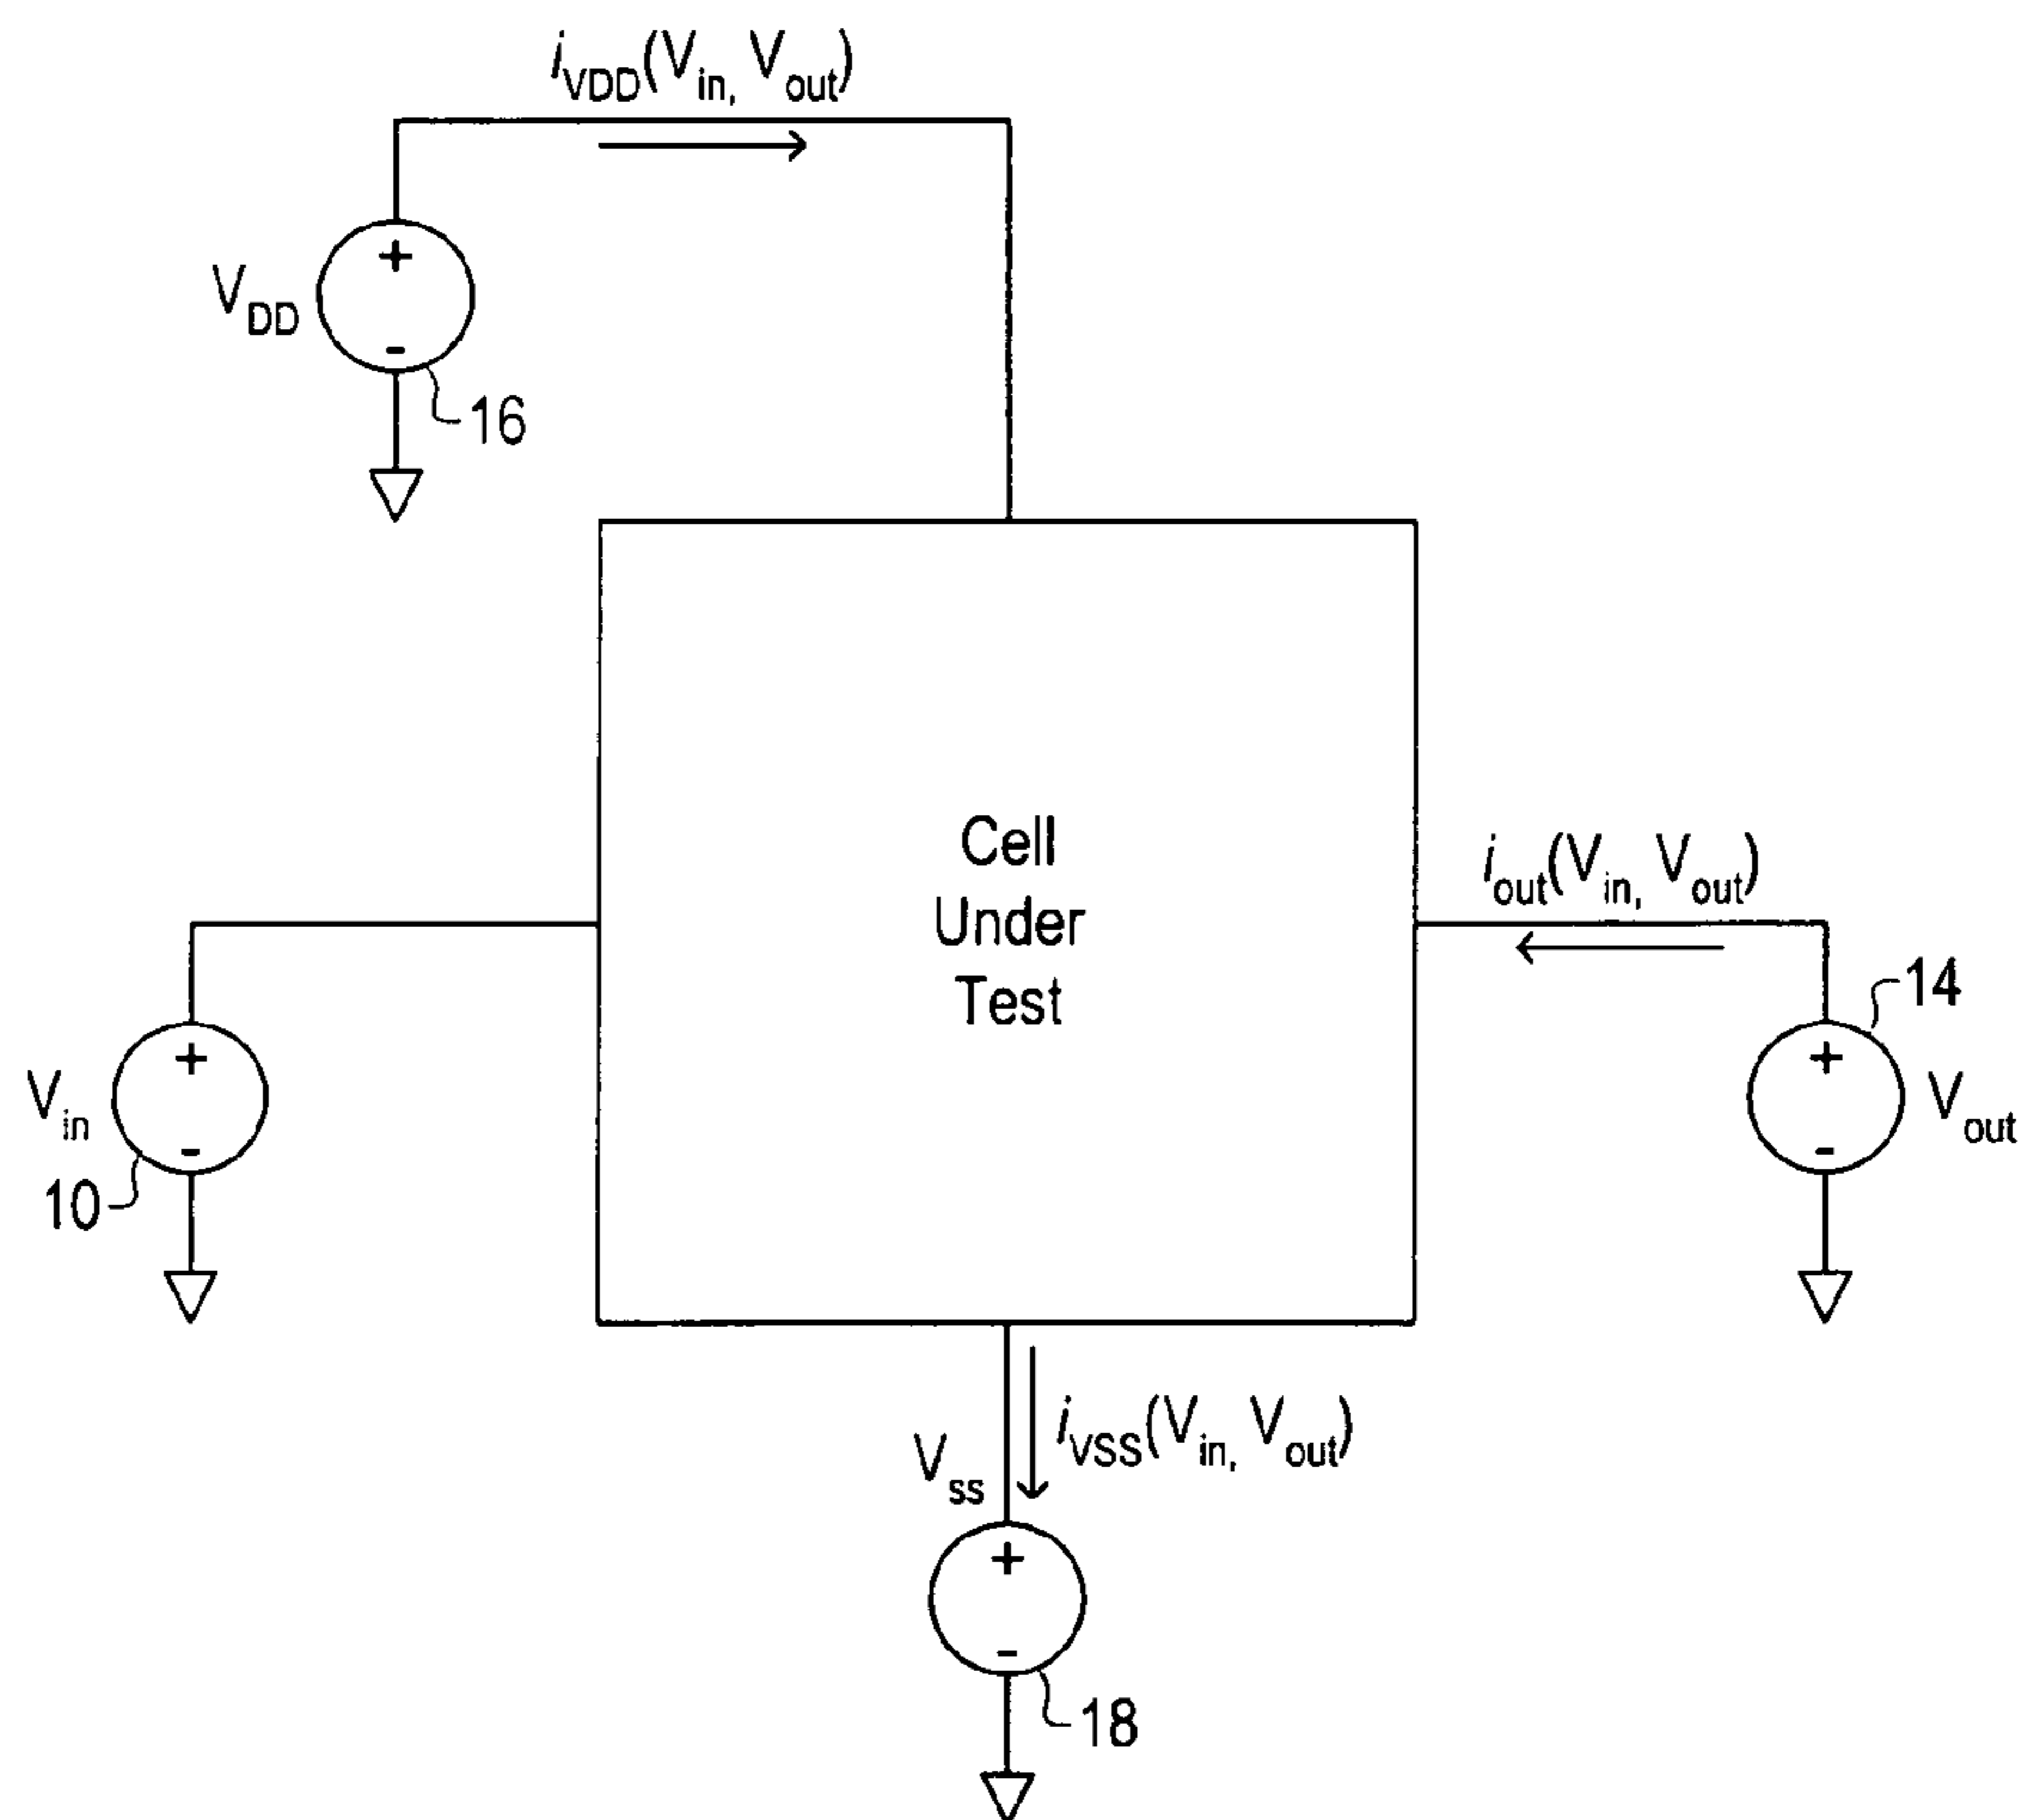 iVDD(Vin, Vout)
+
VDD
-
16
Cell
Under
Test
iout(Vin, Vout)
14
+
Vin
-
10
+
Vout
-
iVSS(Vin, Vout)
Vss
+
-
18